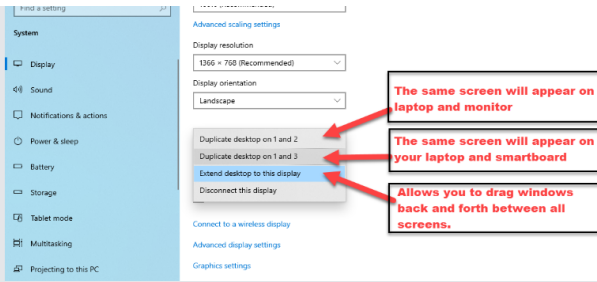 Find a setting
System
Display
Sound
Notifications & actions
Power & sleep
Battery
Storage
Tablet mode
Multitasking
Projecting to this PC
Advanced scaling settings
Display resolution
1366 × 768 (Recommended)
Display orientation
Landscape
Duplicate desktop on 1 and 2
Duplicate desktop on 1 and 3
Extend desktop to this display
Disconnect this display
Connect to a wireless display
Advanced display settings
Graphics settings
The same screen will appear on
laptop and monitor
The same screen will appear on
your laptop and smartboard
Allows you to drag windows
back and forth between all
screens.